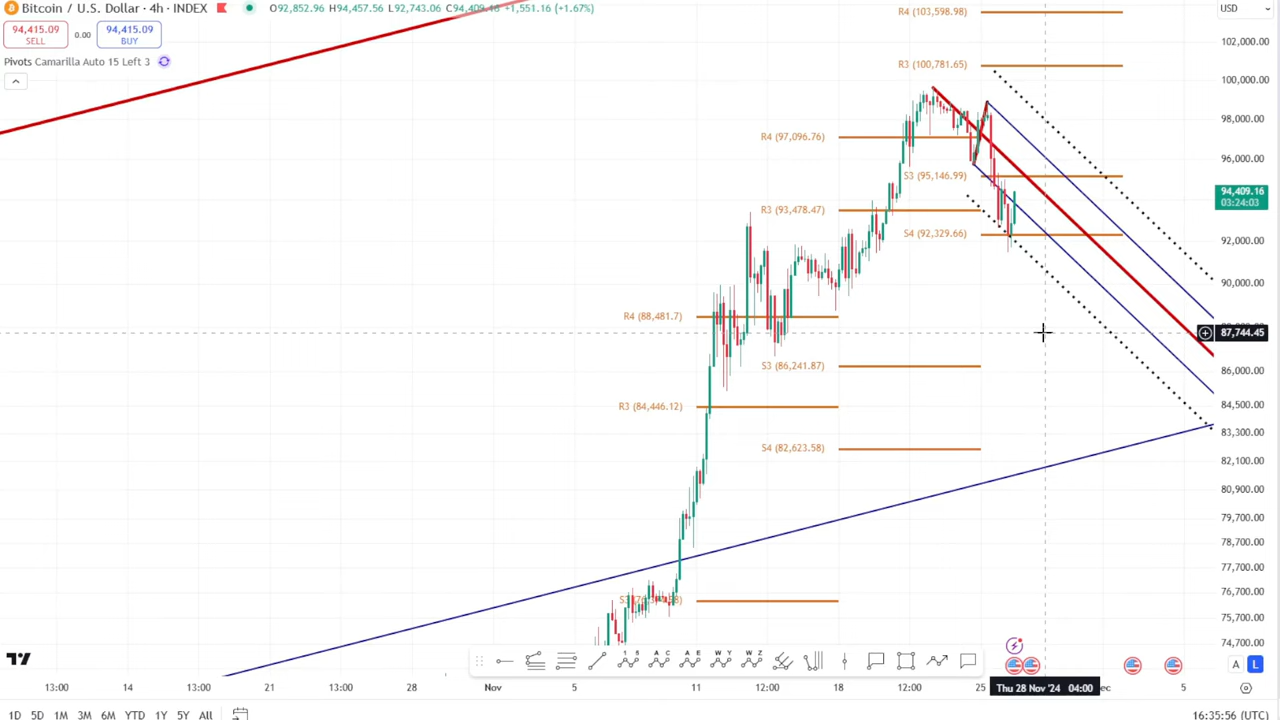 Bitcoin / U.S. Dollar · 4h · INDEX O92,852.96 H94,457.56 L92,743.06 C94,409.16 +1,551.16 (+1.67%)
94,415.09 SELL 0.00 94,415.09 BUY
Pivots Camarilla Auto 15 Left 3
USD
R4 (103,598.98)
R3 (100,781.65)
R4 (97,096.76)
S3 (95,146.99)
R3 (93,478.47)
S4 (92,329.66)
R4 (88,481.7)
S3 (86,241.87)
R3 (84,446.12)
S4 (82,623.58)
102,000.00
100,000.00
98,000.00
96,000.00
94,409.16
03:24:03
92,000.00
90,000.00
87,744.45
86,000.00
84,500.00
83,300.00
82,100.00
80,900.00
79,700.00
78,700.00
77,700.00
76,700.00
75,700.00
74,700.00
1 5 A C A E W Y W Z
A L
13:00 14 13:00 21 13:00 28 Nov 5 11 12:00 18 12:00 25 Thu 28 Nov '24 04:00 5
1D 5D 1M 3M 6M YTD 1Y 5Y All
16:35:56 (UTC)